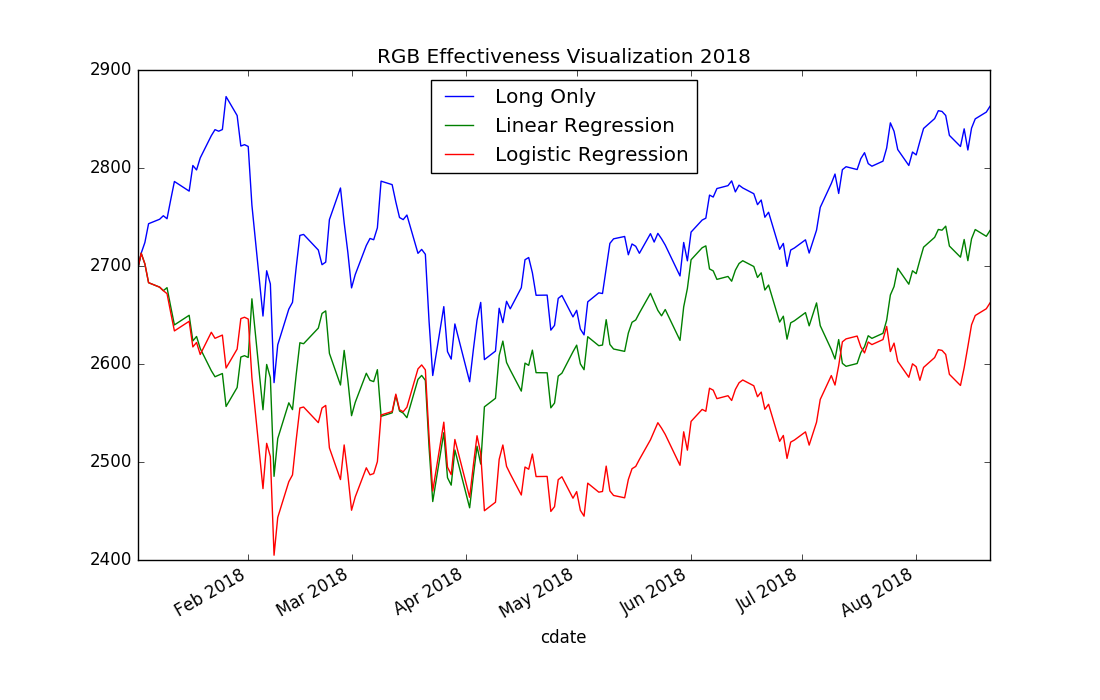 RGB Effectiveness Visualization 2018
Long Only
Linear Regression
Logistic Regression
2900
2800
2700
2600
2500
2400
Feb 2018
Mar 2018
Apr 2018
May 2018
Jun 2018
Jul 2018
Aug 2018
cdate